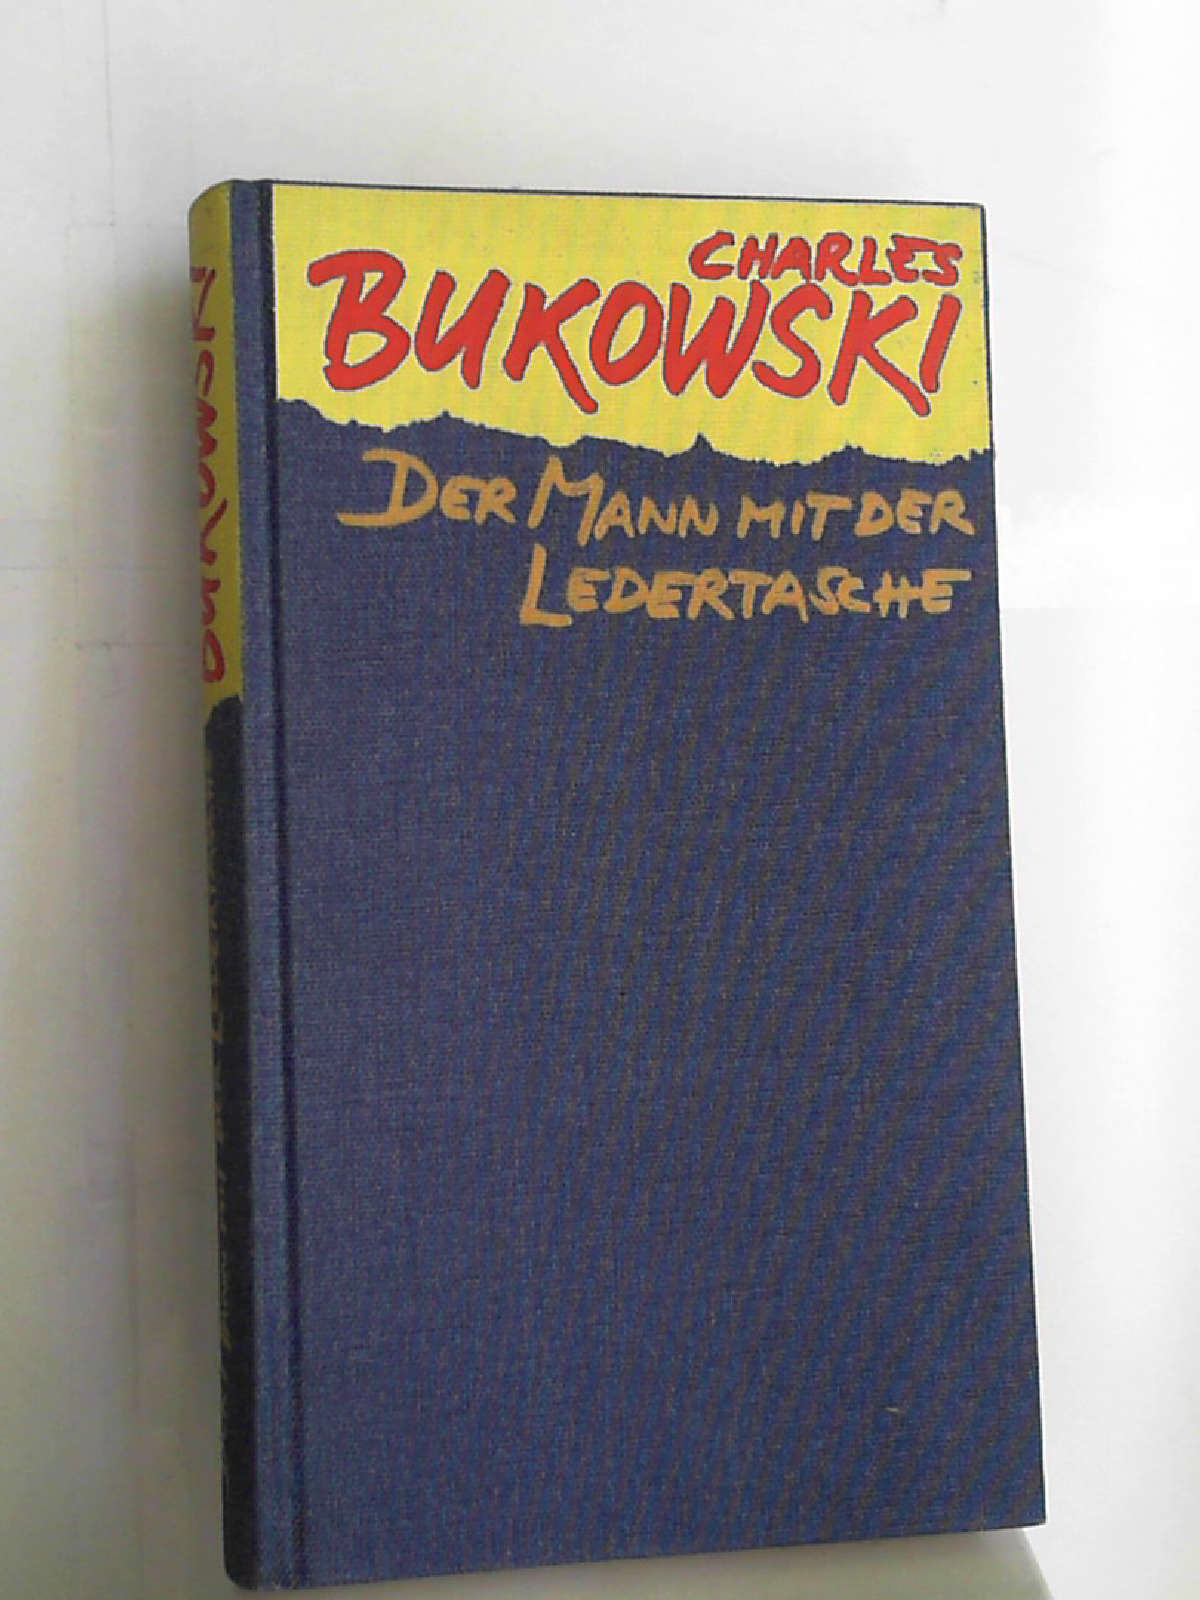 CHARLES
BUKOWSKI
DER MANN MIT DER
LEDERTASCHE
BUKOWSKI